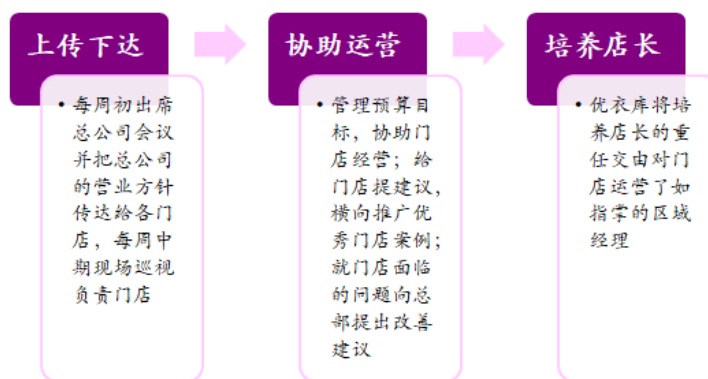 上传下达
• 每周初出席
总公司会议
并把总公司
的营业方针
传达给各门
店，每周中
期现场巡视
负责门店
协助运营
• 管理预算目
标，协助门
店经营；给
门店提建议，
横向推广优
秀门店案例；
就门店面临
的问题向总
部提出改善
建议
培养店长
• 优衣库将培
养店长的重
任交由对门
店运营了如
指掌的区域
经理